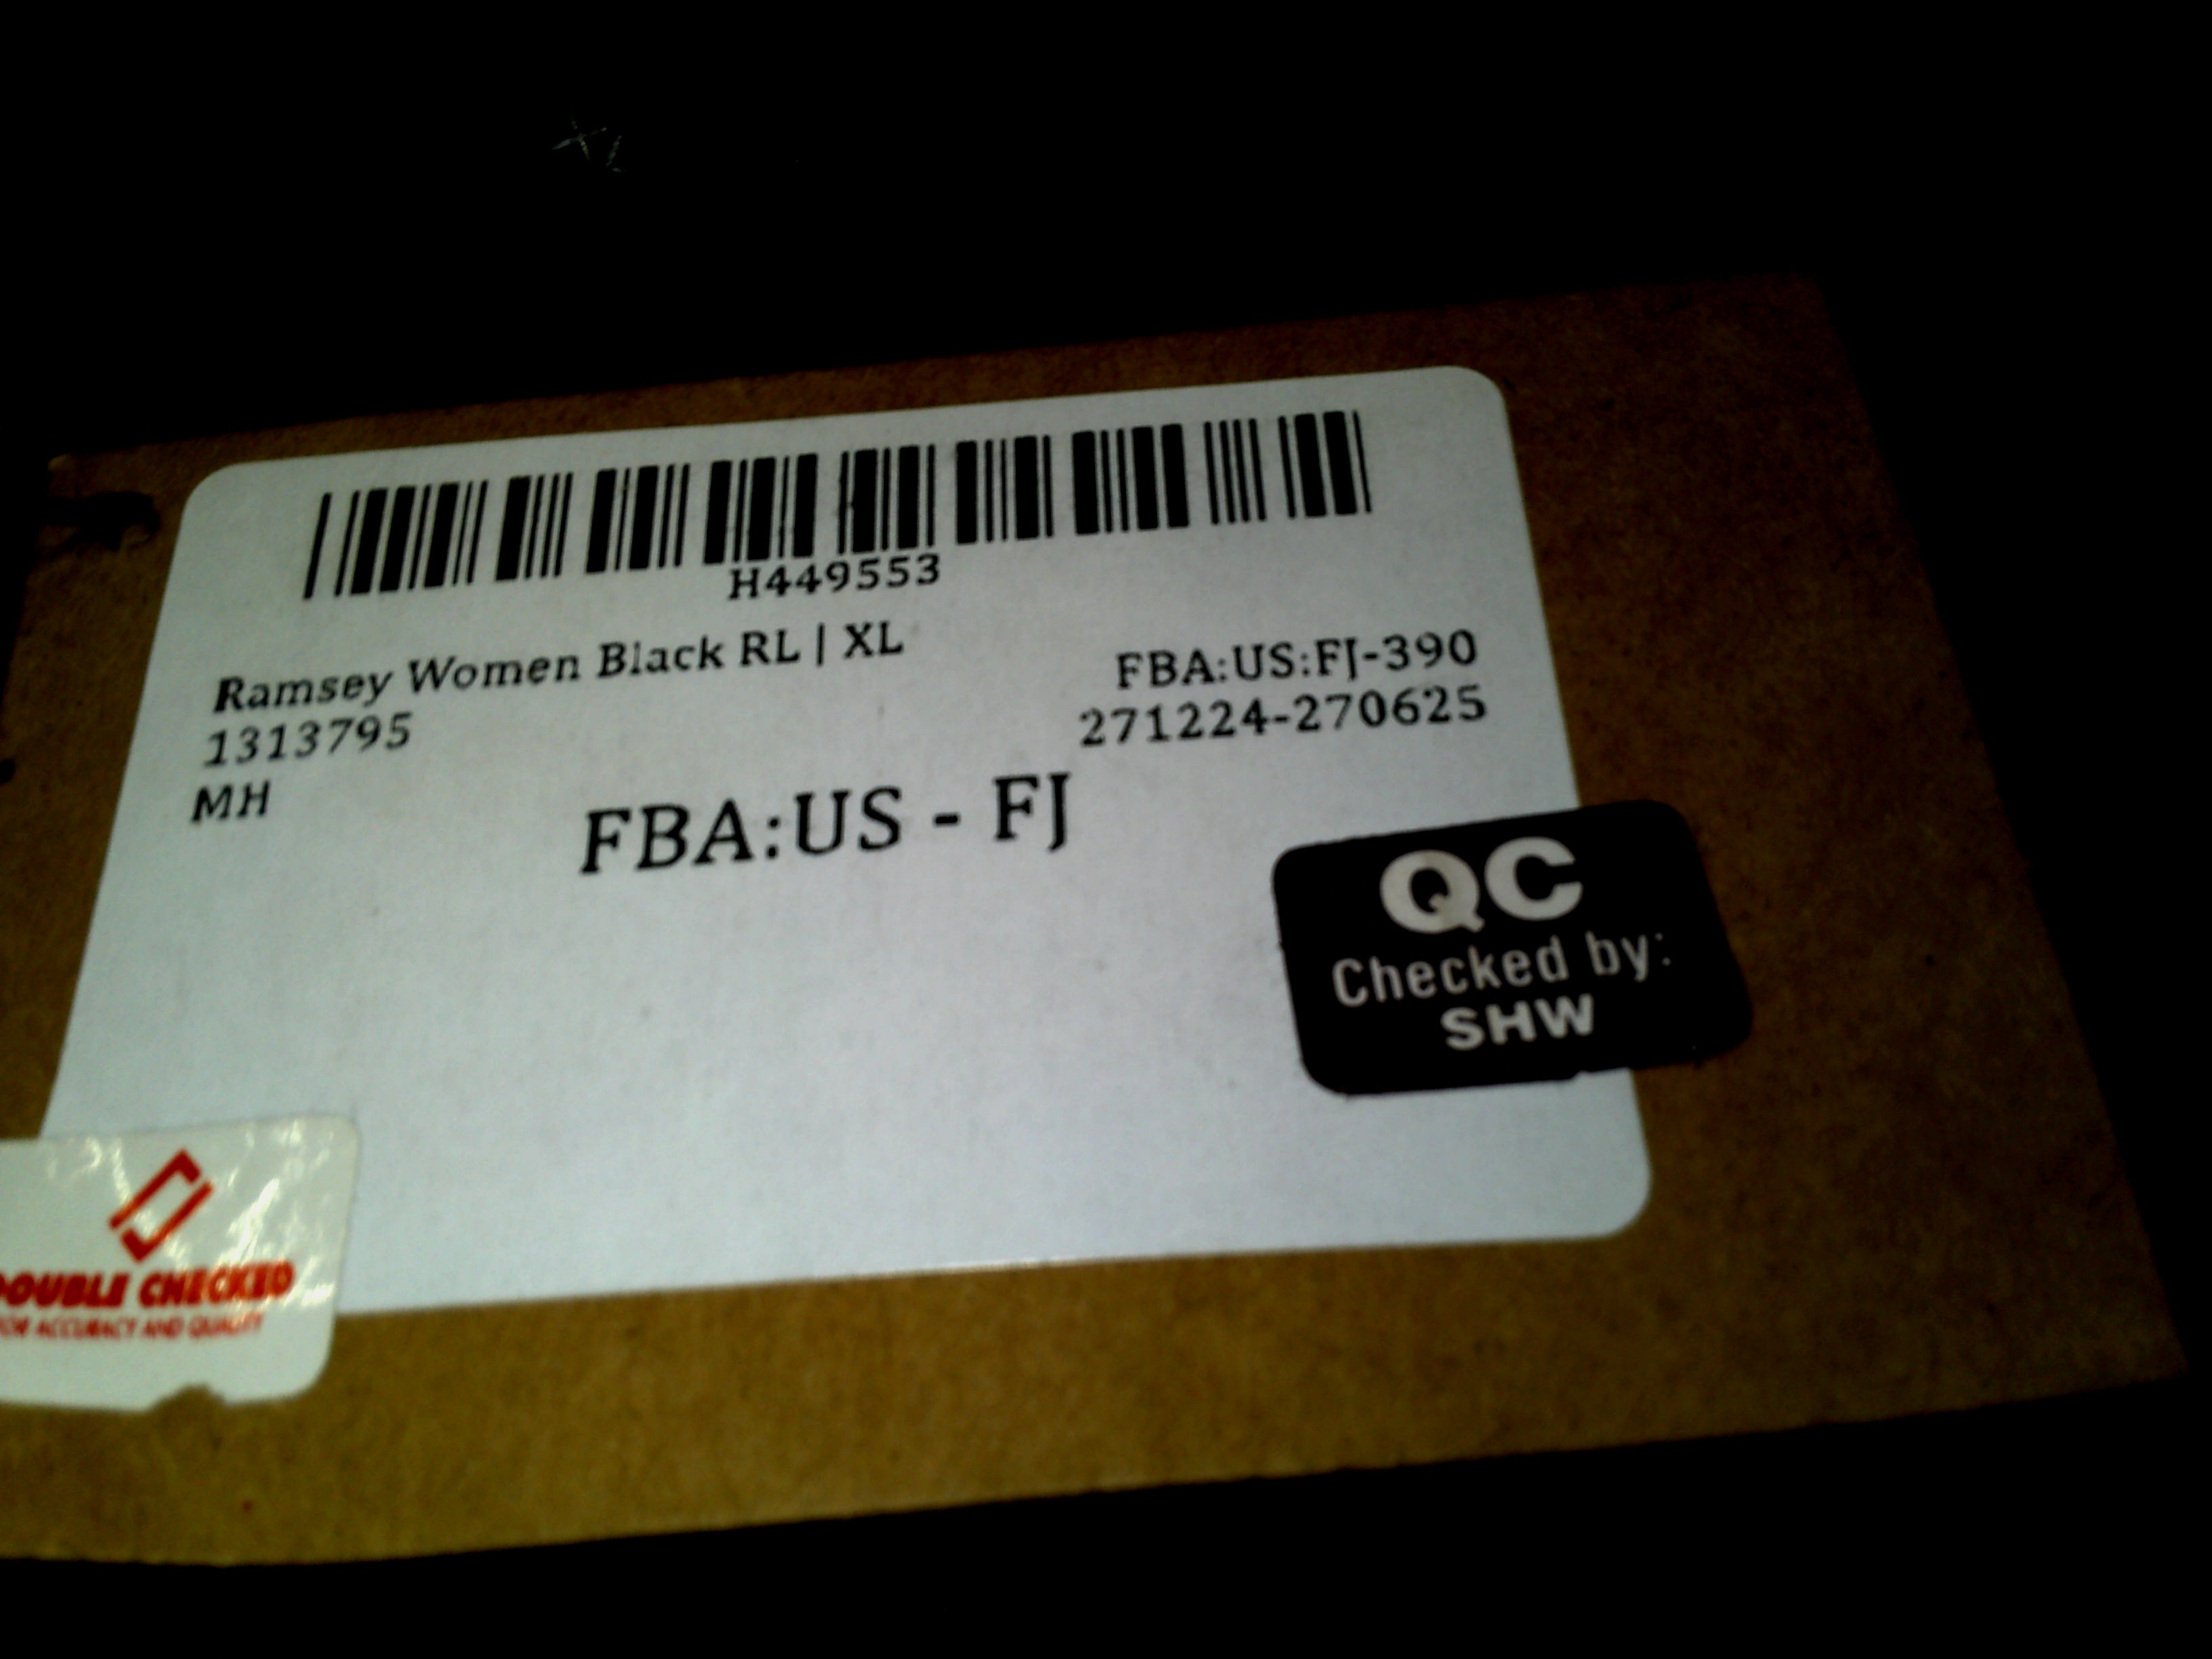 H449553
Ramsey Women Black RL | XL
1313795
MH
FBA:US:FJ-390
271224-270625
FBA:US - FJ
QC
Checked by:
SHW
DOUBLE CHECKED
FOR ACCURACY AND QUALITY